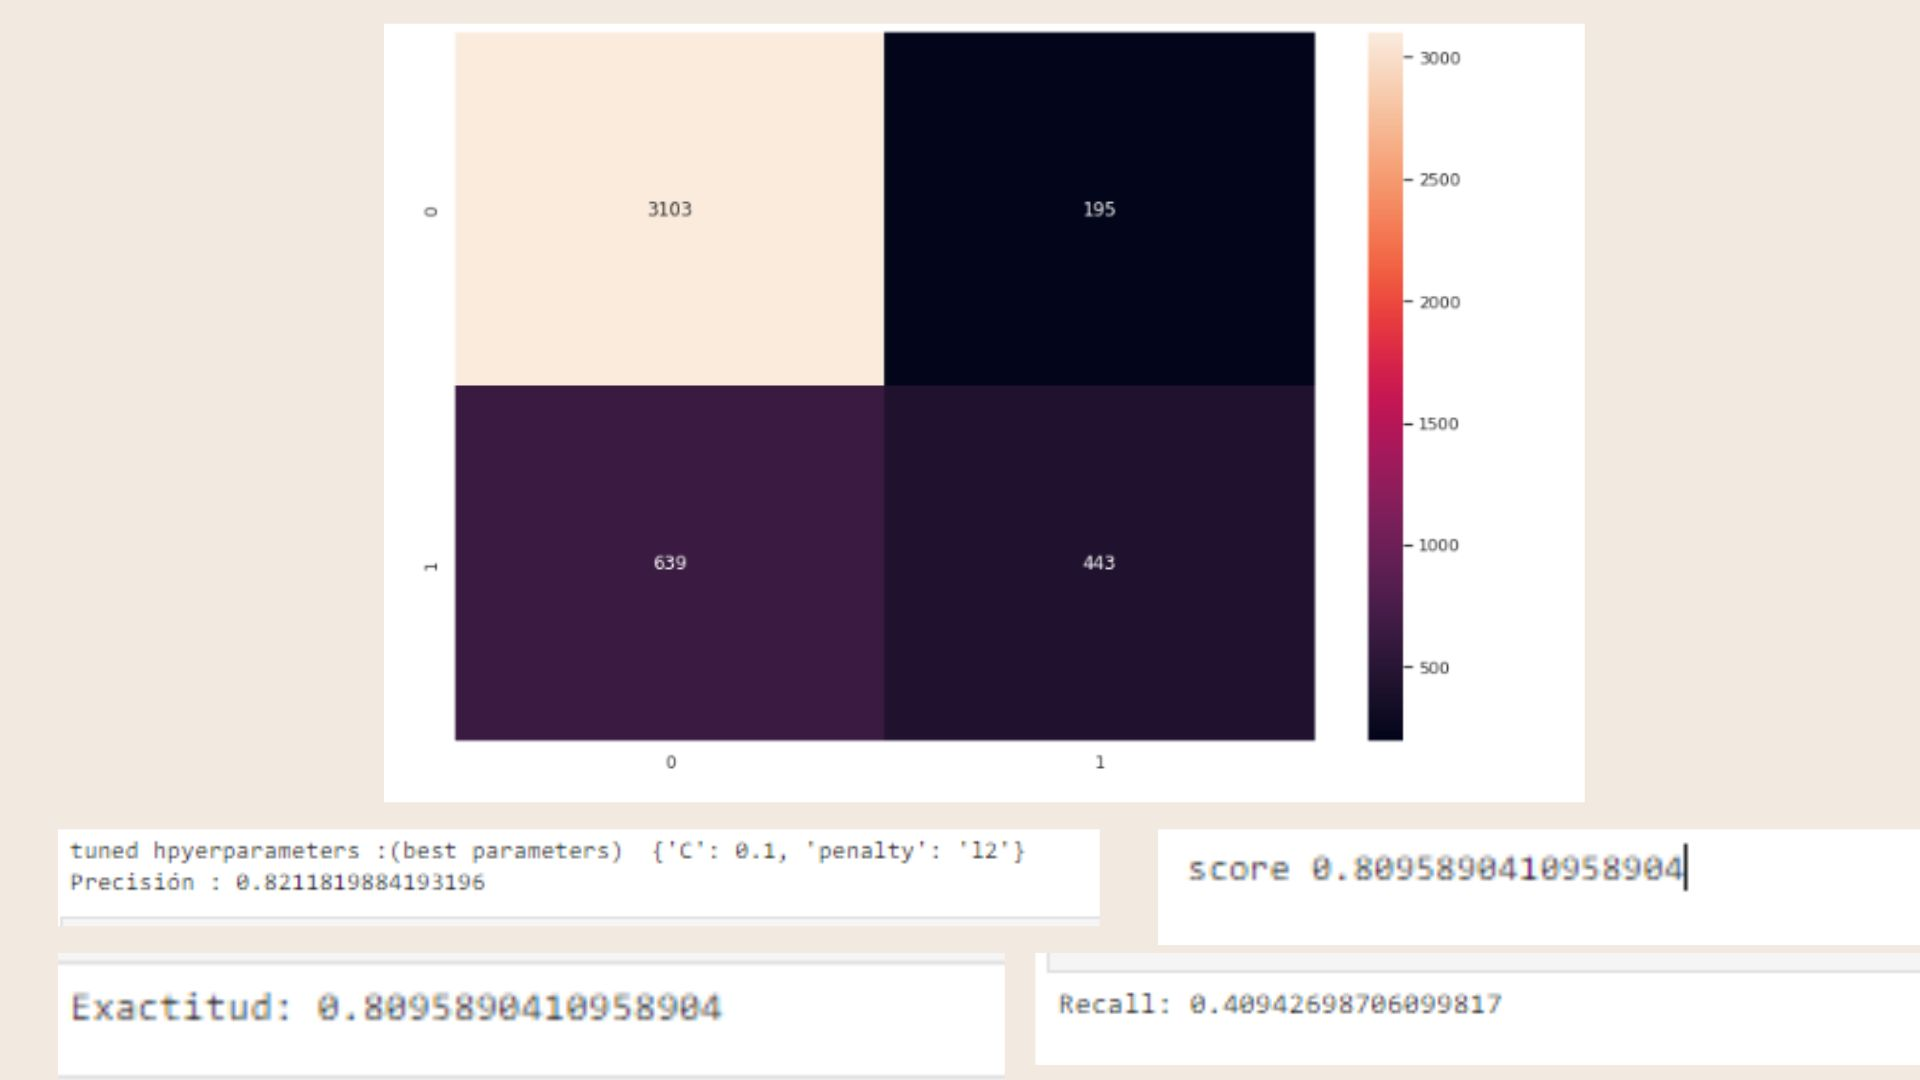 3000
0
3103
195
2500
2000
1500
1
639
443
1000
500
0
1
tuned hpyerparameters :(best parameters)  {'C': 0.1, 'penalty': 'l2'}
Precisión : 0.8211819884193196
score 0.8095890410958904
Exactitud: 0.8095890410958904
Recall: 0.40942698706099817